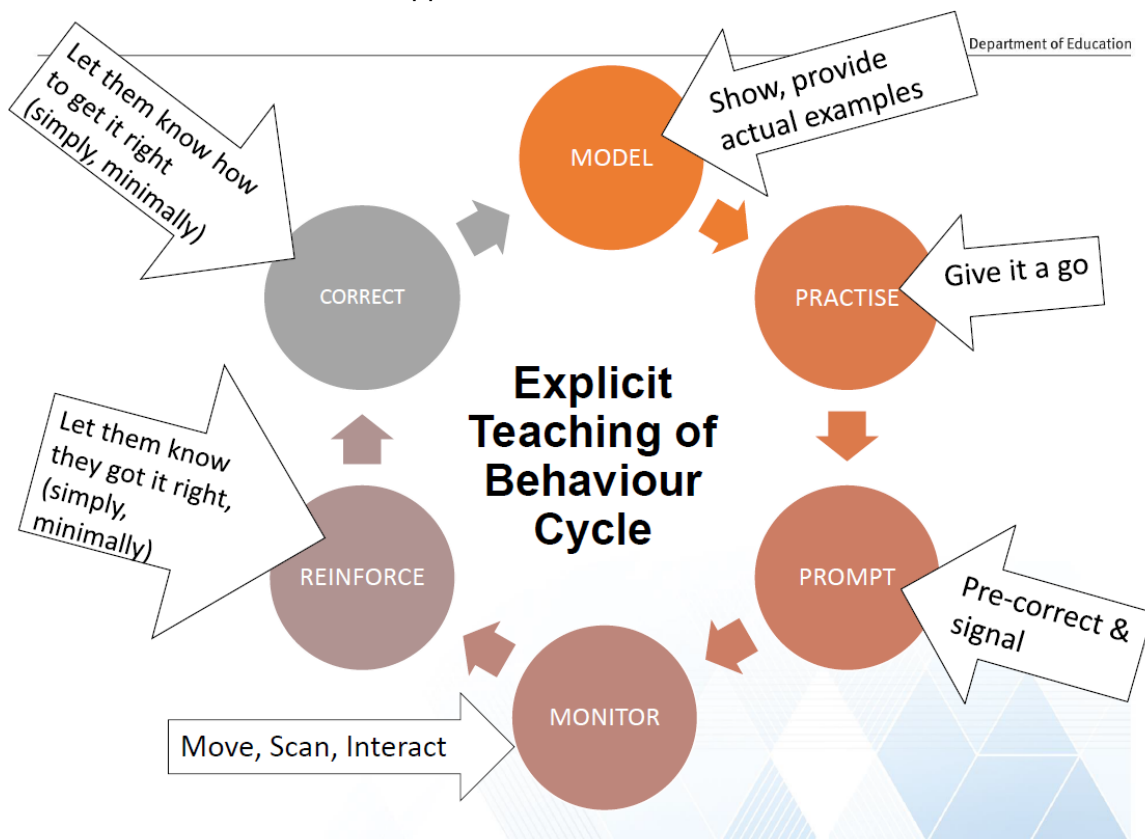 Department of Education
Let them know how
to get it right
(simply, minimally)
Show, provide
actual examples
MODEL
CORRECT
PRACTISE
Give it a go
Explicit
Teaching of
Behaviour
Cycle
Let them know
they got it right,
(simply,
minimally)
REINFORCE
PROMPT
Pre-correct &
signal
MONITOR
Move, Scan, Interact